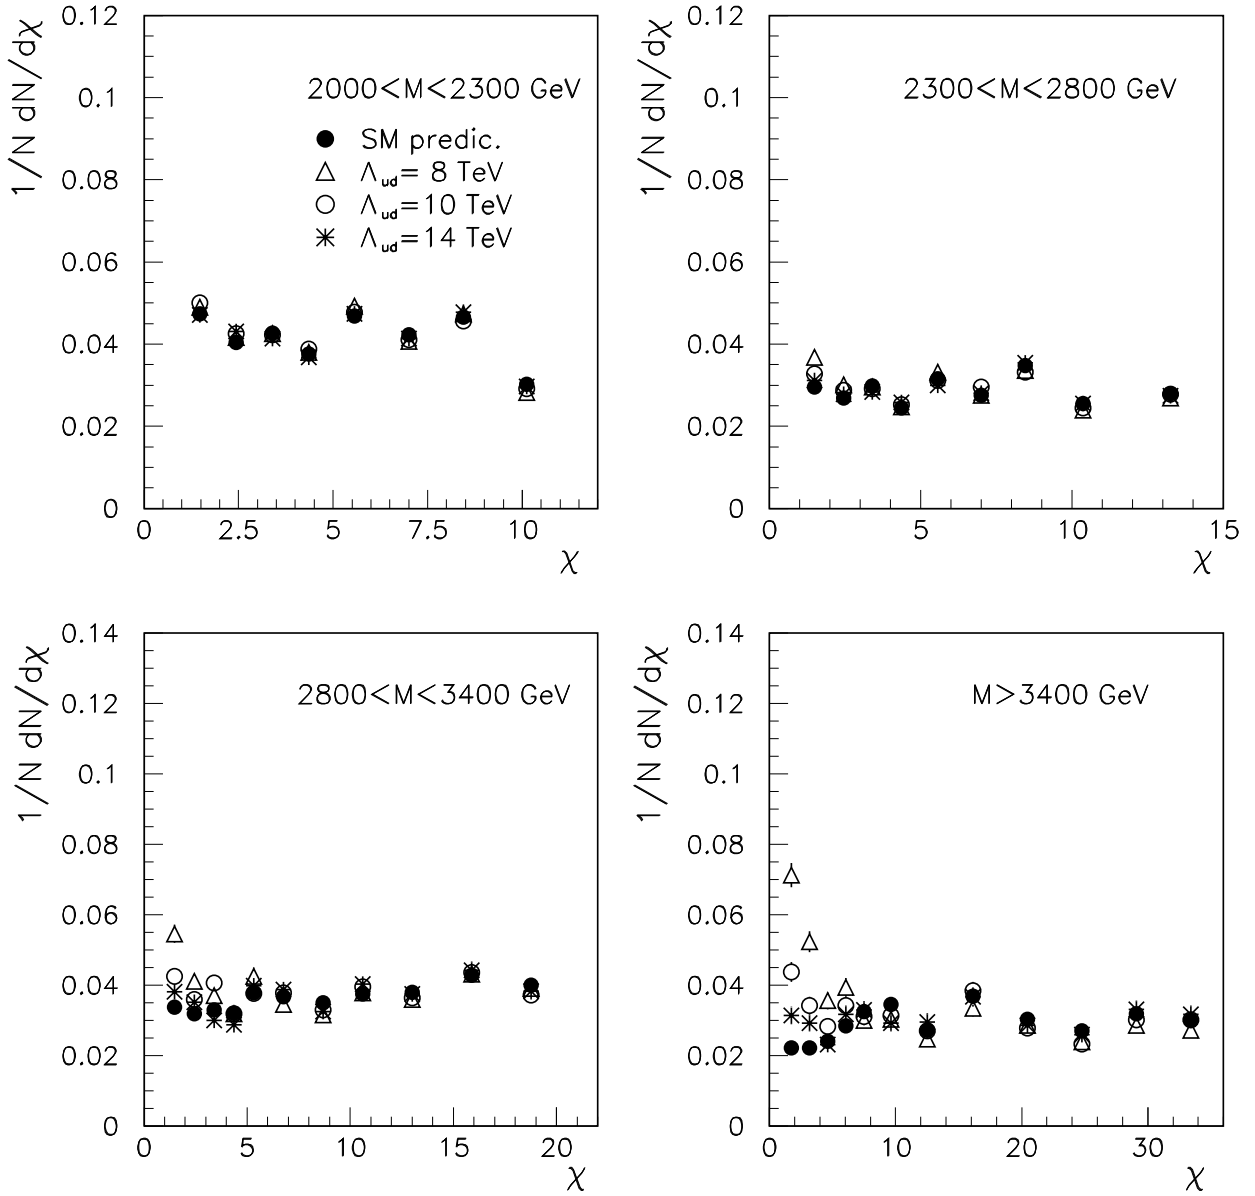 1/N dN/dχ
0.12
0.1
0.08
0.06
0.04
0.02
0
2000<M<2300 GeV
SM predic.
Λud= 8 TeV
Λud=10 TeV
Λud=14 TeV
0 2.5 5 7.5 10
χ
1/N dN/dχ
0.12
0.1
0.08
0.06
0.04
0.02
0
2300<M<2800 GeV
0 5 10 15
χ
1/N dN/dχ
0.14
0.12
0.1
0.08
0.06
0.04
0.02
0
2800<M<3400 GeV
0 5 10 15 20
χ
1/N dN/dχ
0.14
0.12
0.1
0.08
0.06
0.04
0.02
0
M>3400 GeV
0 10 20 30
χ